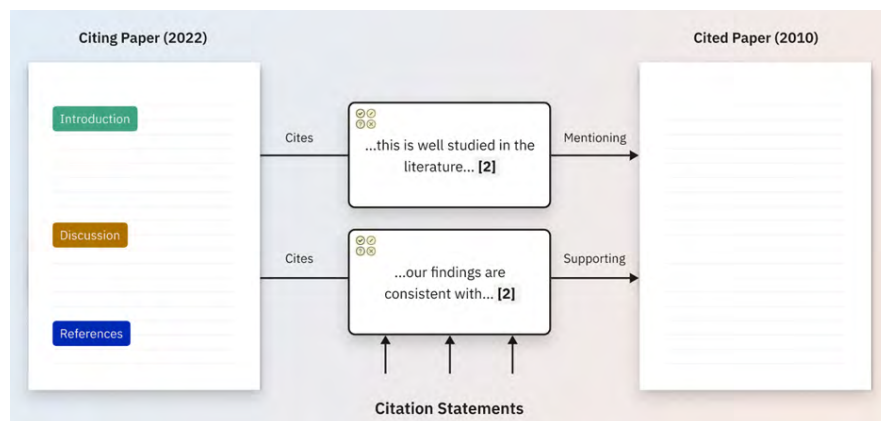 Citing Paper (2022)
Cited Paper (2010)
Introduction
Cites
...this is well studied in the
literature... [2]
Mentioning
Discussion
Cites
...our findings are
consistent with... [2]
Supporting
References
Citation Statements